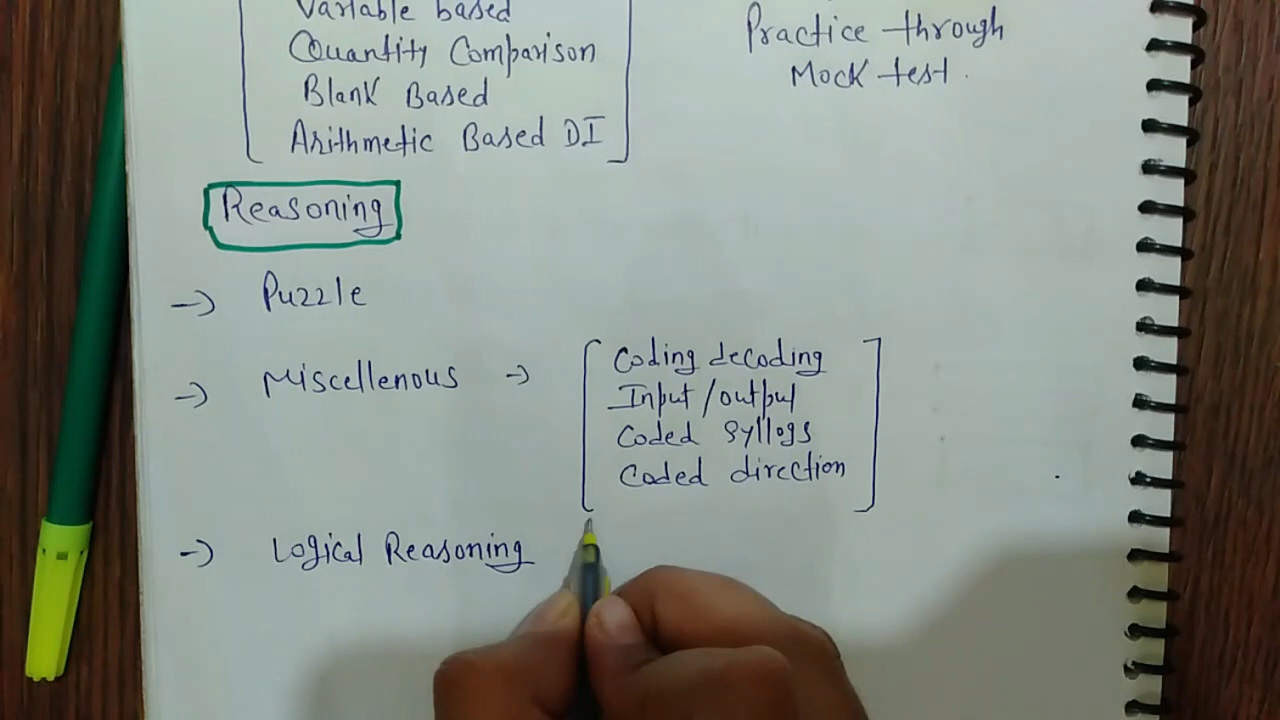 Variable based
Quantity Comparison
Blank Based
Arithmetic Based DI
Practice through
Mock test.
Reasoning
→ Puzzle
→ Miscellenous → Coding decoding
Input/output
Coded syllogs
Coded direction
→ Logical Reasoning